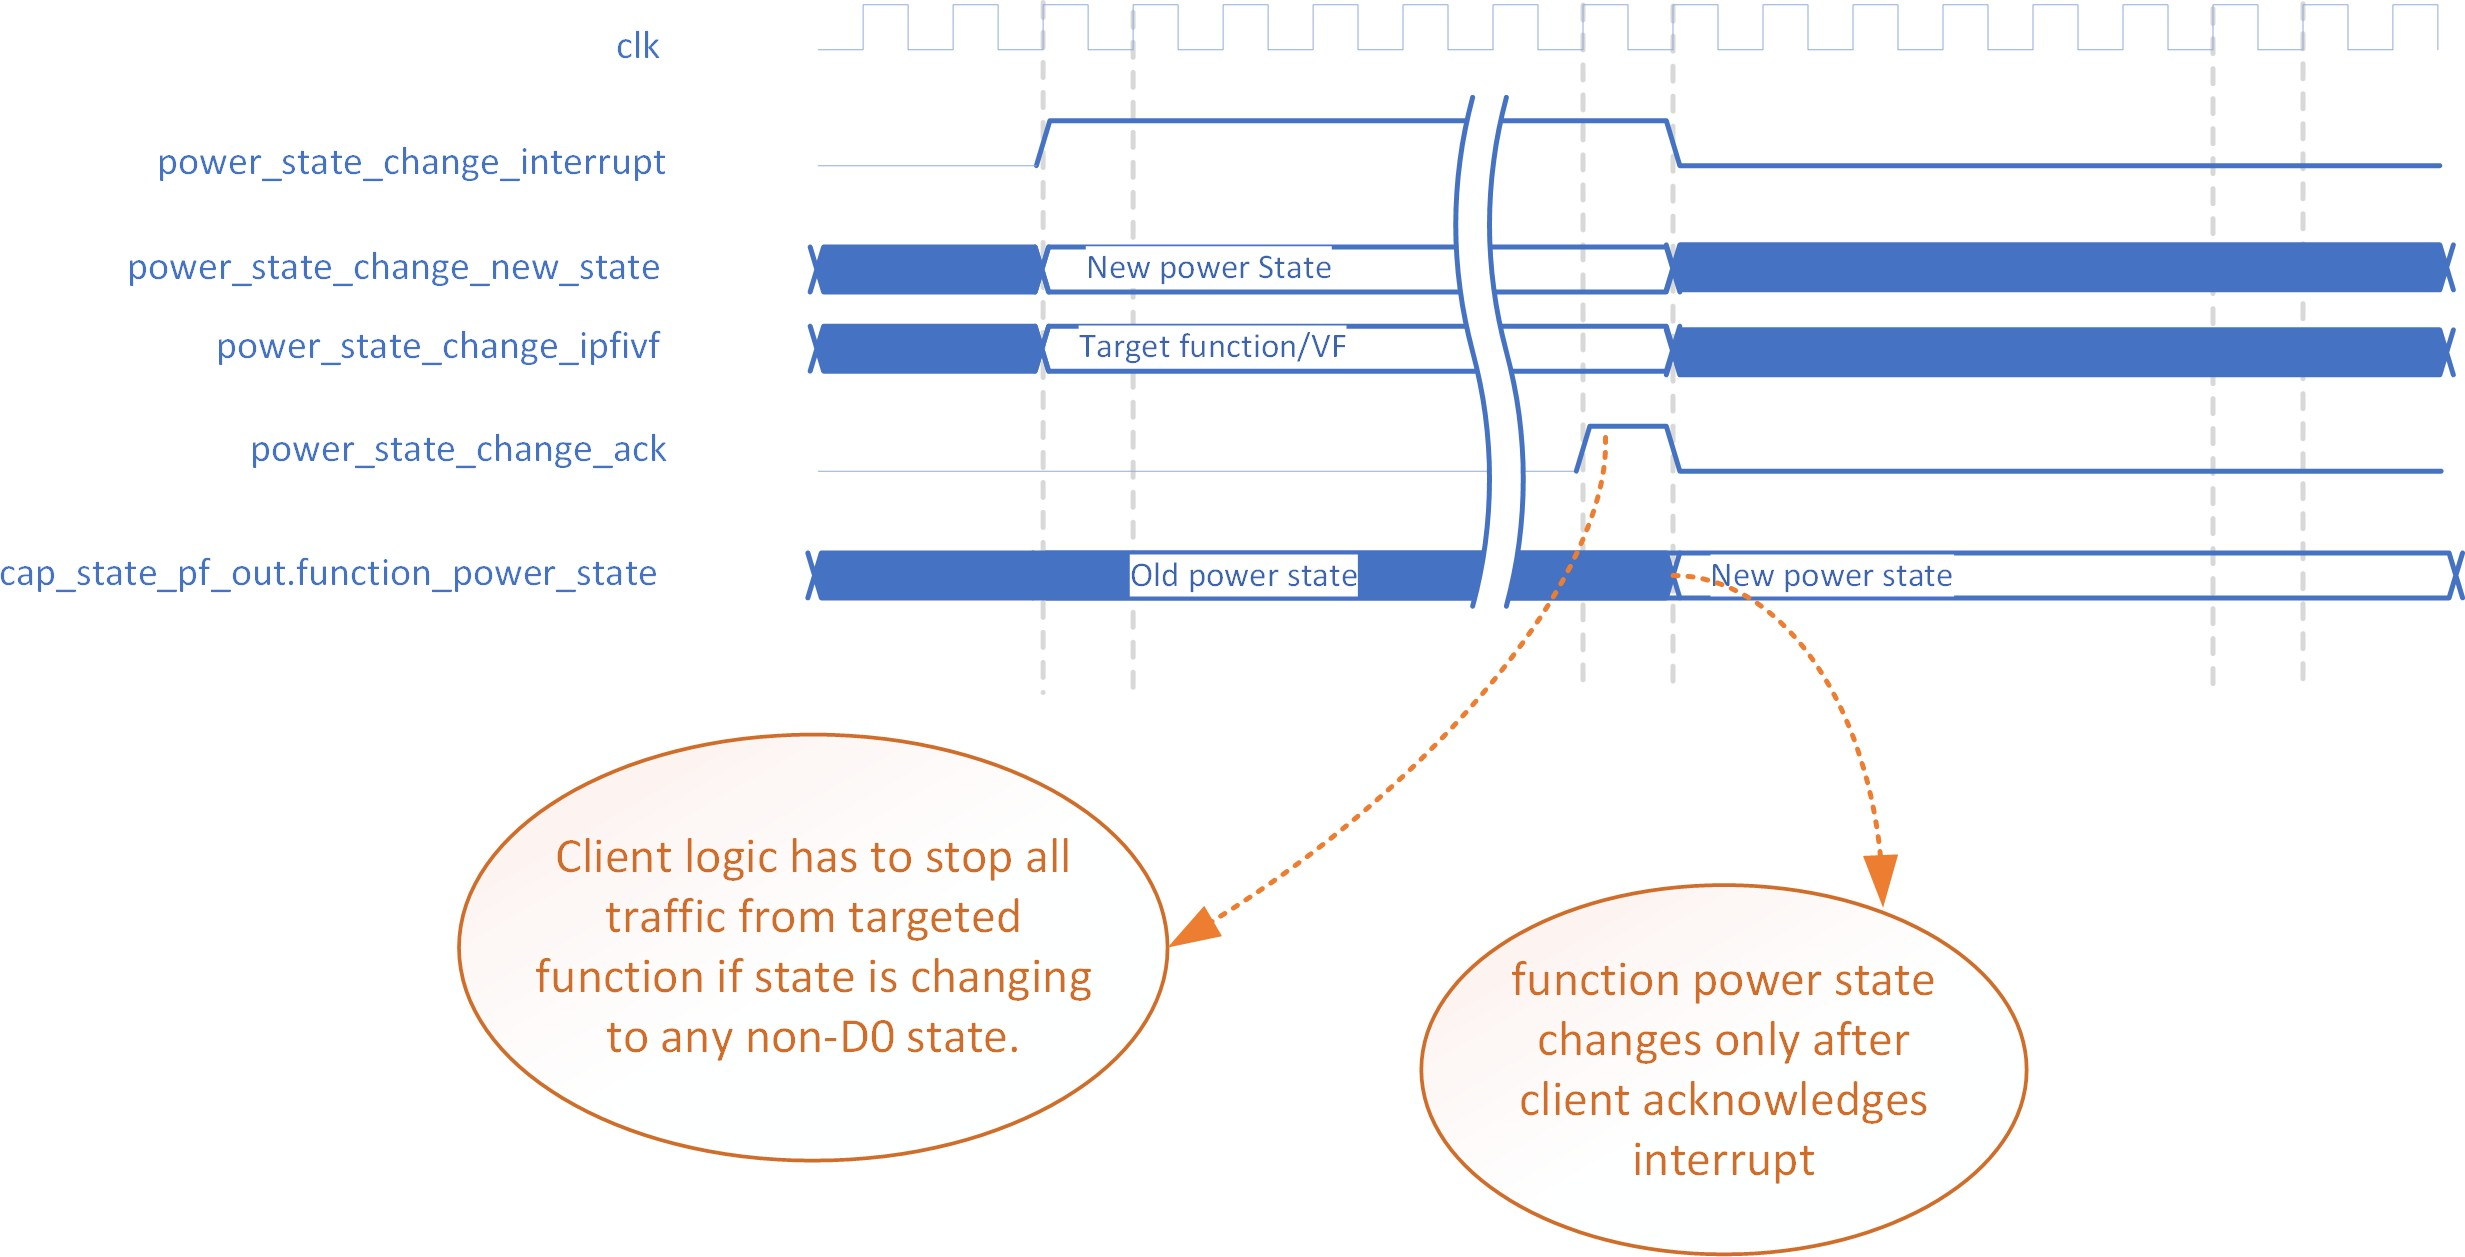 clk
power_state_change_interrupt
power_state_change_new_state
New power State
power_state_change_ipfivf
Target function/VF
power_state_change_ack
cap_state_pf_out.function_power_state
Old power state
New power state
Client logic has to stop all
traffic from targeted
function if state is changing
to any non-D0 state.
function power state
changes only after
client acknowledges
interrupt